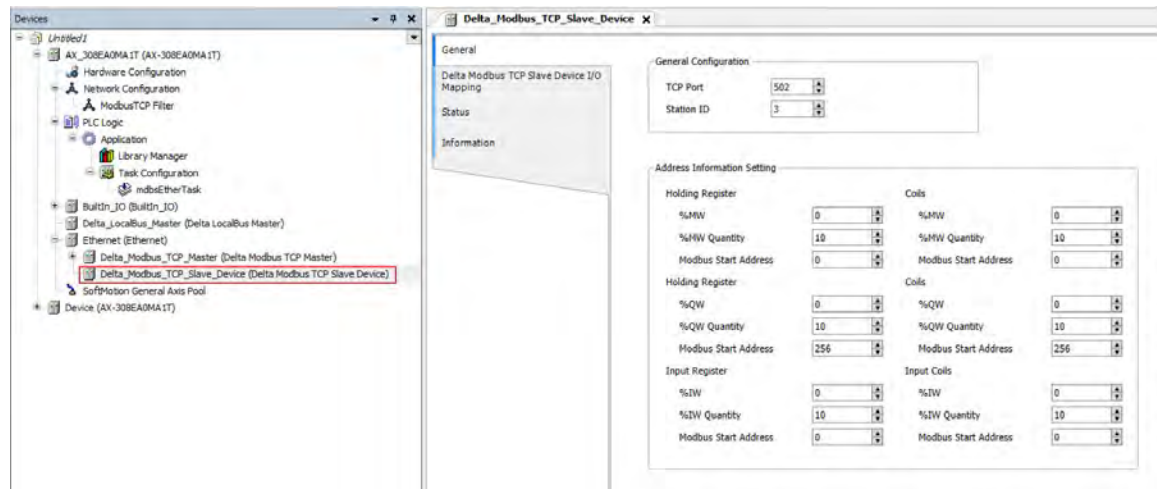 Devices
Untitled1
AX_308EA0MA1T (AX-308EA0MA1T)
Hardware Configuration
Network Configuration
ModbusTCP Filter
PLC Logic
Application
Library Manager
Task Configuration
mdbsEtherTask
BuiltIn_IO (BuiltIn_IO)
Delta_LocalBus_Master (Delta LocalBus Master)
Ethernet (Ethernet)
Delta_Modbus_TCP_Master (Delta Modbus TCP Master)
Delta_Modbus_TCP_Slave_Device (Delta Modbus TCP Slave Device)
SoftMotion General Axis Pool
Device (AX-308EA0MA1T)
Delta_Modbus_TCP_Slave_Device X
General
Delta Modbus TCP Slave Device I/O
Mapping
Status
Information
General Configuration
TCP Port 502
Station ID 3
Address Information Setting
Holding Register Coils
%MW 0 %MW 0
%MW Quantity 10 %MW Quantity 10
Modbus Start Address 0 Modbus Start Address 0
Holding Register Coils
%QW 0 %QW 0
%QW Quantity 10 %QW Quantity 10
Modbus Start Address 256 Modbus Start Address 256
Input Register Input Coils
%IW 0 %IW 0
%IW Quantity 10 %IW Quantity 10
Modbus Start Address 0 Modbus Start Address 0